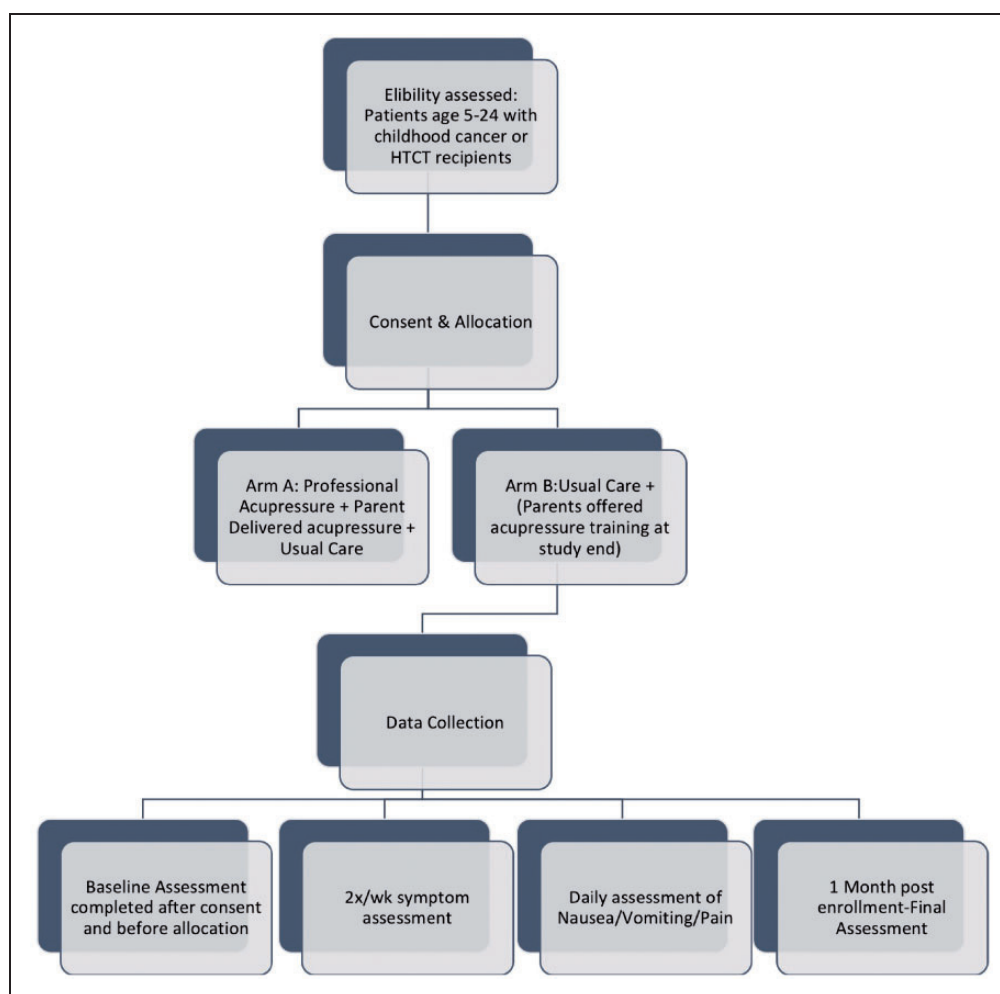 Elibility assessed:
Patients age 5-24 with
childhood cancer or
HTCT recipients
Consent & Allocation
Arm A: Professional
Acupressure + Parent
Delivered acupressure +
Usual Care
Arm B:Usual Care +
(Parents offered
acupressure training at
study end)
Data Collection
Baseline Assessment
completed after consent
and before allocation
2x/wk symptom
assessment
Daily assessment of
Nausea/Vomiting/Pain
1 Month post
enrollment-Final
Assessment